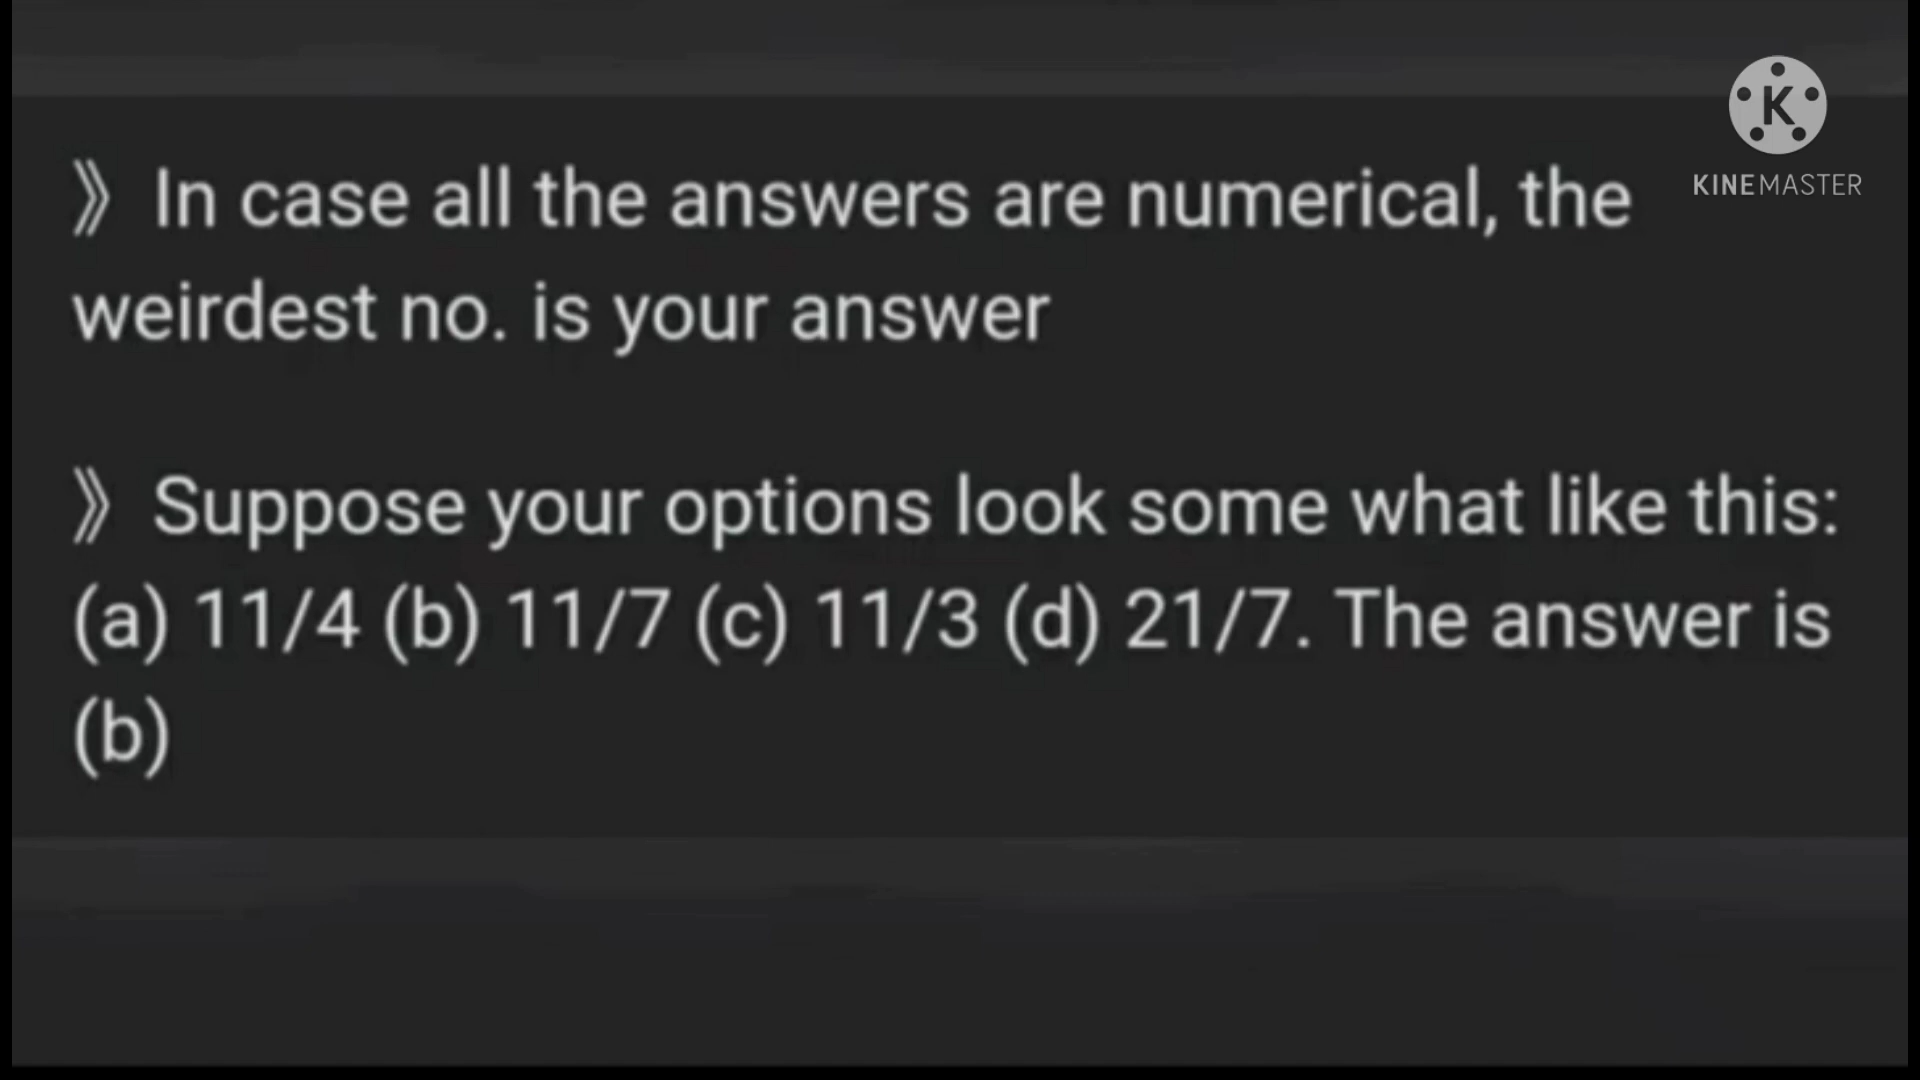 》 In case all the answers are numerical, the
weirdest no. is your answer
》 Suppose your options look some what like this:
(a) 11/4 (b) 11/7 (c) 11/3 (d) 21/7. The answer is
(b)
K
KINEMASTER